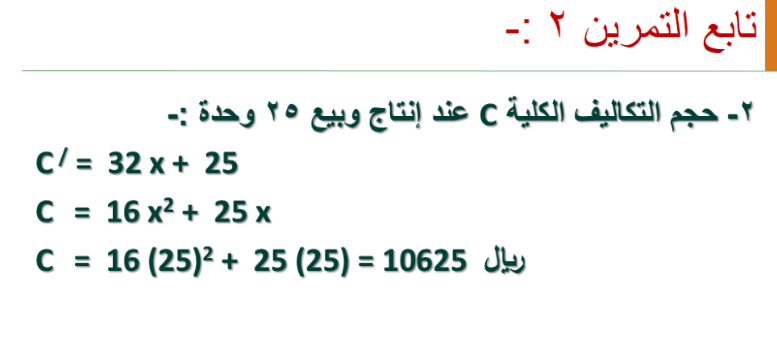 تابع التمرين ٢ :-
٢- حجم التكاليف الكلية C عند إنتاج وبيع ٢٥ وحدة :-
C/ = 32 x + 25
C = 16 x² + 25 x
C = 16 (25)² + 25 (25) = 10625 ريال